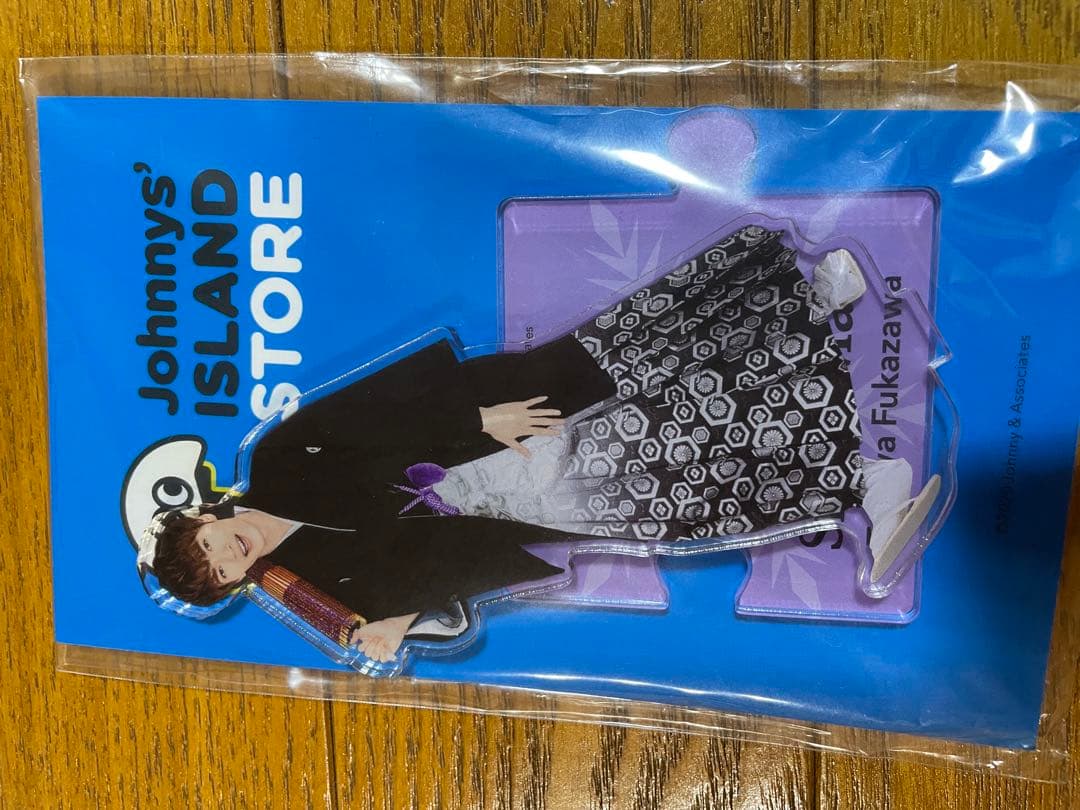 Johnnys'
ISLAND
STORE
Fukazawa
Johnny & Associates